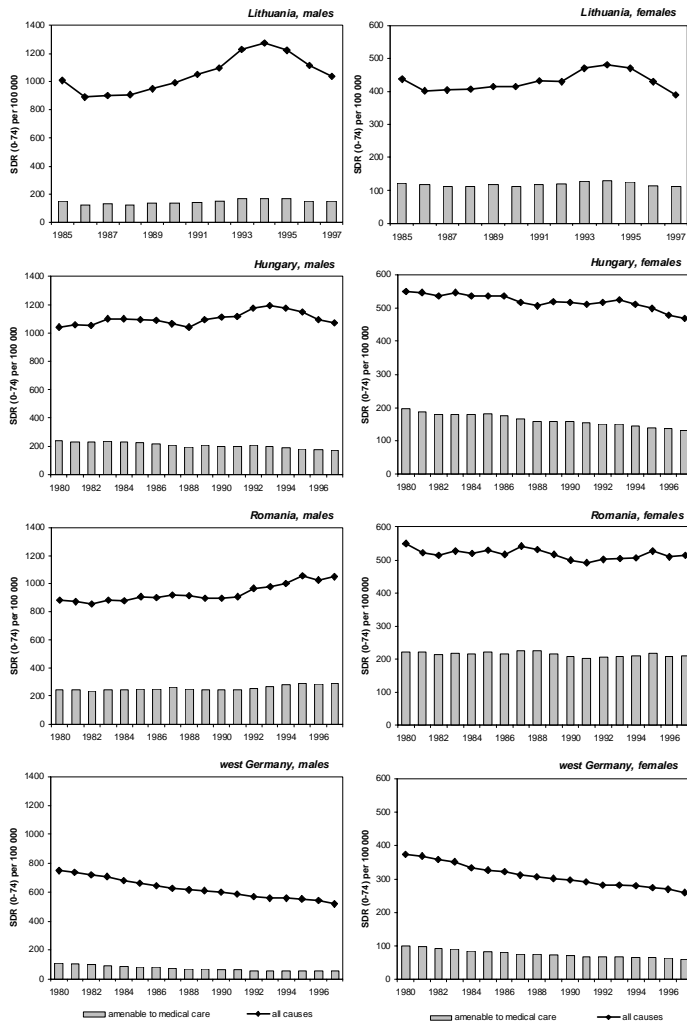 Lithuania, males
SDR (0-74) per 100 000
1400
1200
1000
800
600
400
200
0
1985 1987 1989 1991 1993 1995 1997
Lithuania, females
SDR (0-74) per 100 000
600
500
400
300
200
100
0
1985 1987 1989 1991 1993 1995 1997
Hungary, males
SDR (0-74) per 100 000
1400
1200
1000
800
600
400
200
0
1980 1982 1984 1986 1988 1990 1992 1994 1996
Hungary, females
SDR (0-74) per 100 000
600
500
400
300
200
100
0
1980 1982 1984 1986 1988 1990 1992 1994 1996
Romania, males
SDR (0-74) per 100 000
1400
1200
1000
800
600
400
200
0
1980 1982 1984 1986 1988 1990 1992 1994 1996
Romania, females
SDR (0-74) per 100 000
600
500
400
300
200
100
0
1980 1982 1984 1986 1988 1990 1992 1994 1996
west Germany, males
SDR (0-74) per 100 000
1400
1200
1000
800
600
400
200
0
1980 1982 1984 1986 1988 1990 1992 1994 1996
amenable to medical care all causes
west Germany, females
SDR (0-74) per 100 000
600
500
400
300
200
100
0
1980 1982 1984 1986 1988 1990 1992 1994 1996
amenable to medical care all causes